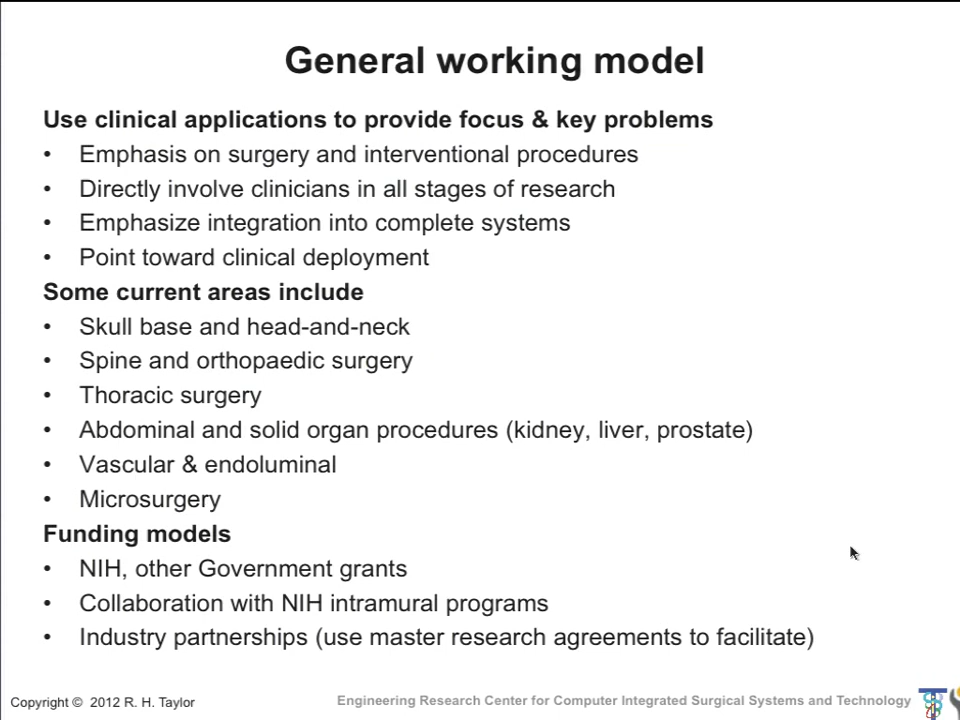 General working model
Use clinical applications to provide focus & key problems
• Emphasis on surgery and interventional procedures
• Directly involve clinicians in all stages of research
• Emphasize integration into complete systems
• Point toward clinical deployment
Some current areas include
• Skull base and head-and-neck
• Spine and orthopaedic surgery
• Thoracic surgery
• Abdominal and solid organ procedures (kidney, liver, prostate)
• Vascular & endoluminal
• Microsurgery
Funding models
• NIH, other Government grants
• Collaboration with NIH intramural programs
• Industry partnerships (use master research agreements to facilitate)
Copyright © 2012 R. H. Taylor
Engineering Research Center for Computer Integrated Surgical Systems and Technology